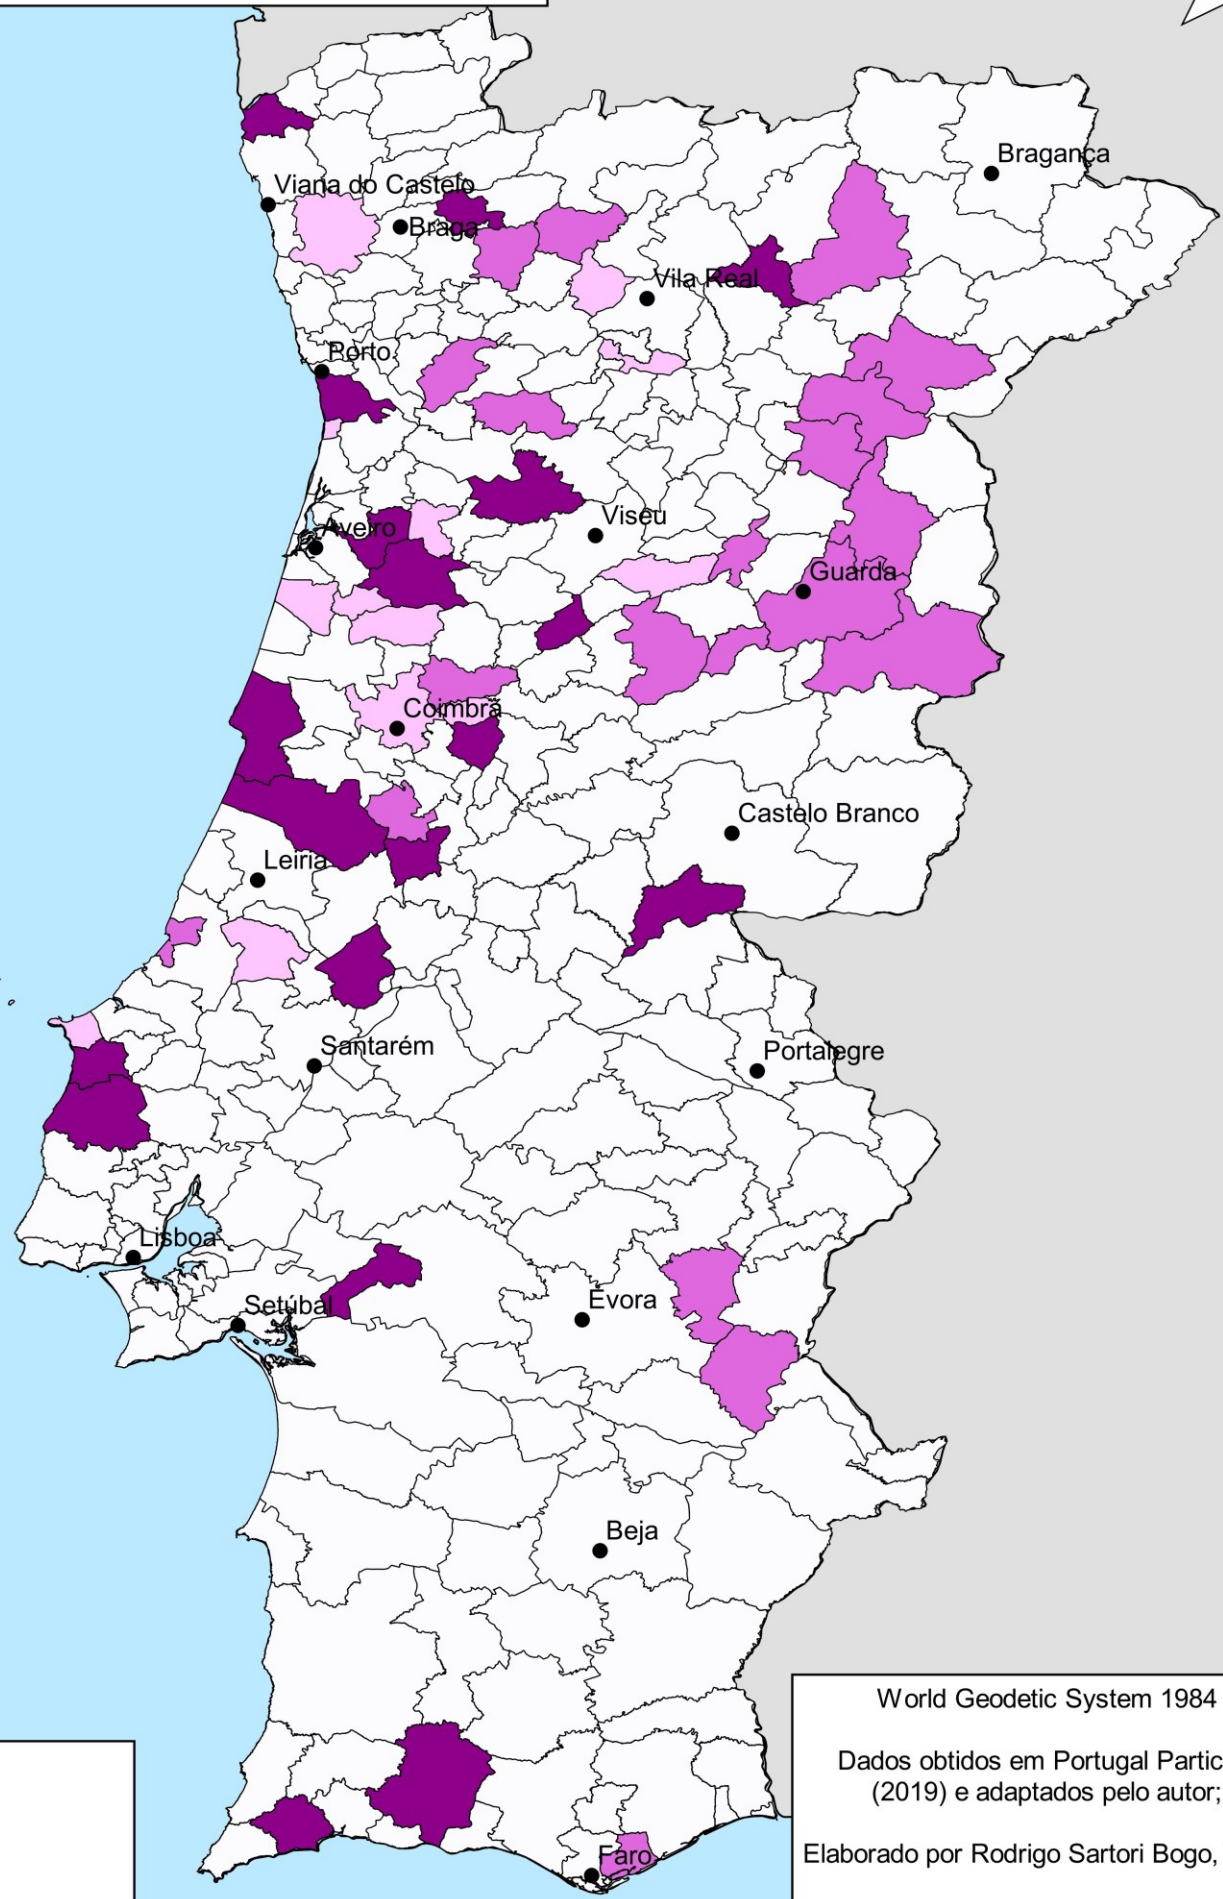 Bragança
Viana do Castelo
Braga
Vila Real
Porto
Viseu
Aveiro
Guarda
Coimbra
Castelo Branco
Leiria
Santarém
Portalegre
Lisboa
Évora
Setúbal
Beja
World Geodetic System 1984
Dados obtidos em Portugal Partic
(2019) e adaptados pelo autor;
Elaborado por Rodrigo Sartori Bogo,
Faro